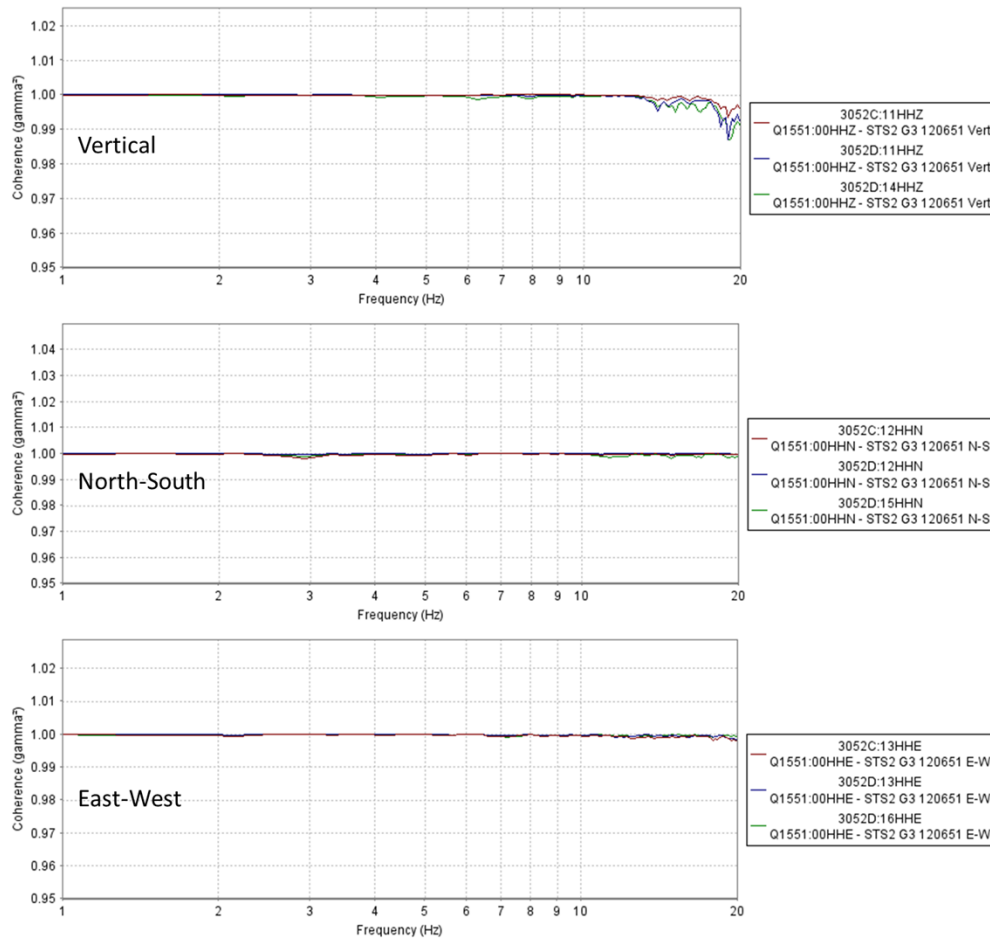 1.02
1.01
1.00
0.99
0.98
0.97
0.96
0.95
Coherence (gamma²)
Vertical
1 2 3 4 5 6 7 8 9 10 20
Frequency (Hz)
3052C:11HHZ
Q1551:00HHZ - STS2 G3 120651 Vert
3052D:11HHZ
Q1551:00HHZ - STS2 G3 120651 Vert
3052D:14HHZ
Q1551:00HHZ - STS2 G3 120651 Vert
1.04
1.03
1.02
1.01
1.00
0.99
0.98
0.97
0.96
0.95
Coherence (gamma²)
North-South
1 2 3 4 5 6 7 8 9 10 20
Frequency (Hz)
3052C:12HHN
Q1551:00HHN - STS2 G3 120651 N-S
3052D:12HHN
Q1551:00HHN - STS2 G3 120651 N-S
3052D:15HHN
Q1551:00HHN - STS2 G3 120651 N-S
1.02
1.01
1.00
0.99
0.98
0.97
0.96
0.95
Coherence (gamma²)
East-West
1 2 3 4 5 6 7 8 9 10 20
Frequency (Hz)
3052C:13HHE
Q1551:00HHE - STS2 G3 120651 E-W
3052D:13HHE
Q1551:00HHE - STS2 G3 120651 E-W
3052D:16HHE
Q1551:00HHE - STS2 G3 120651 E-W